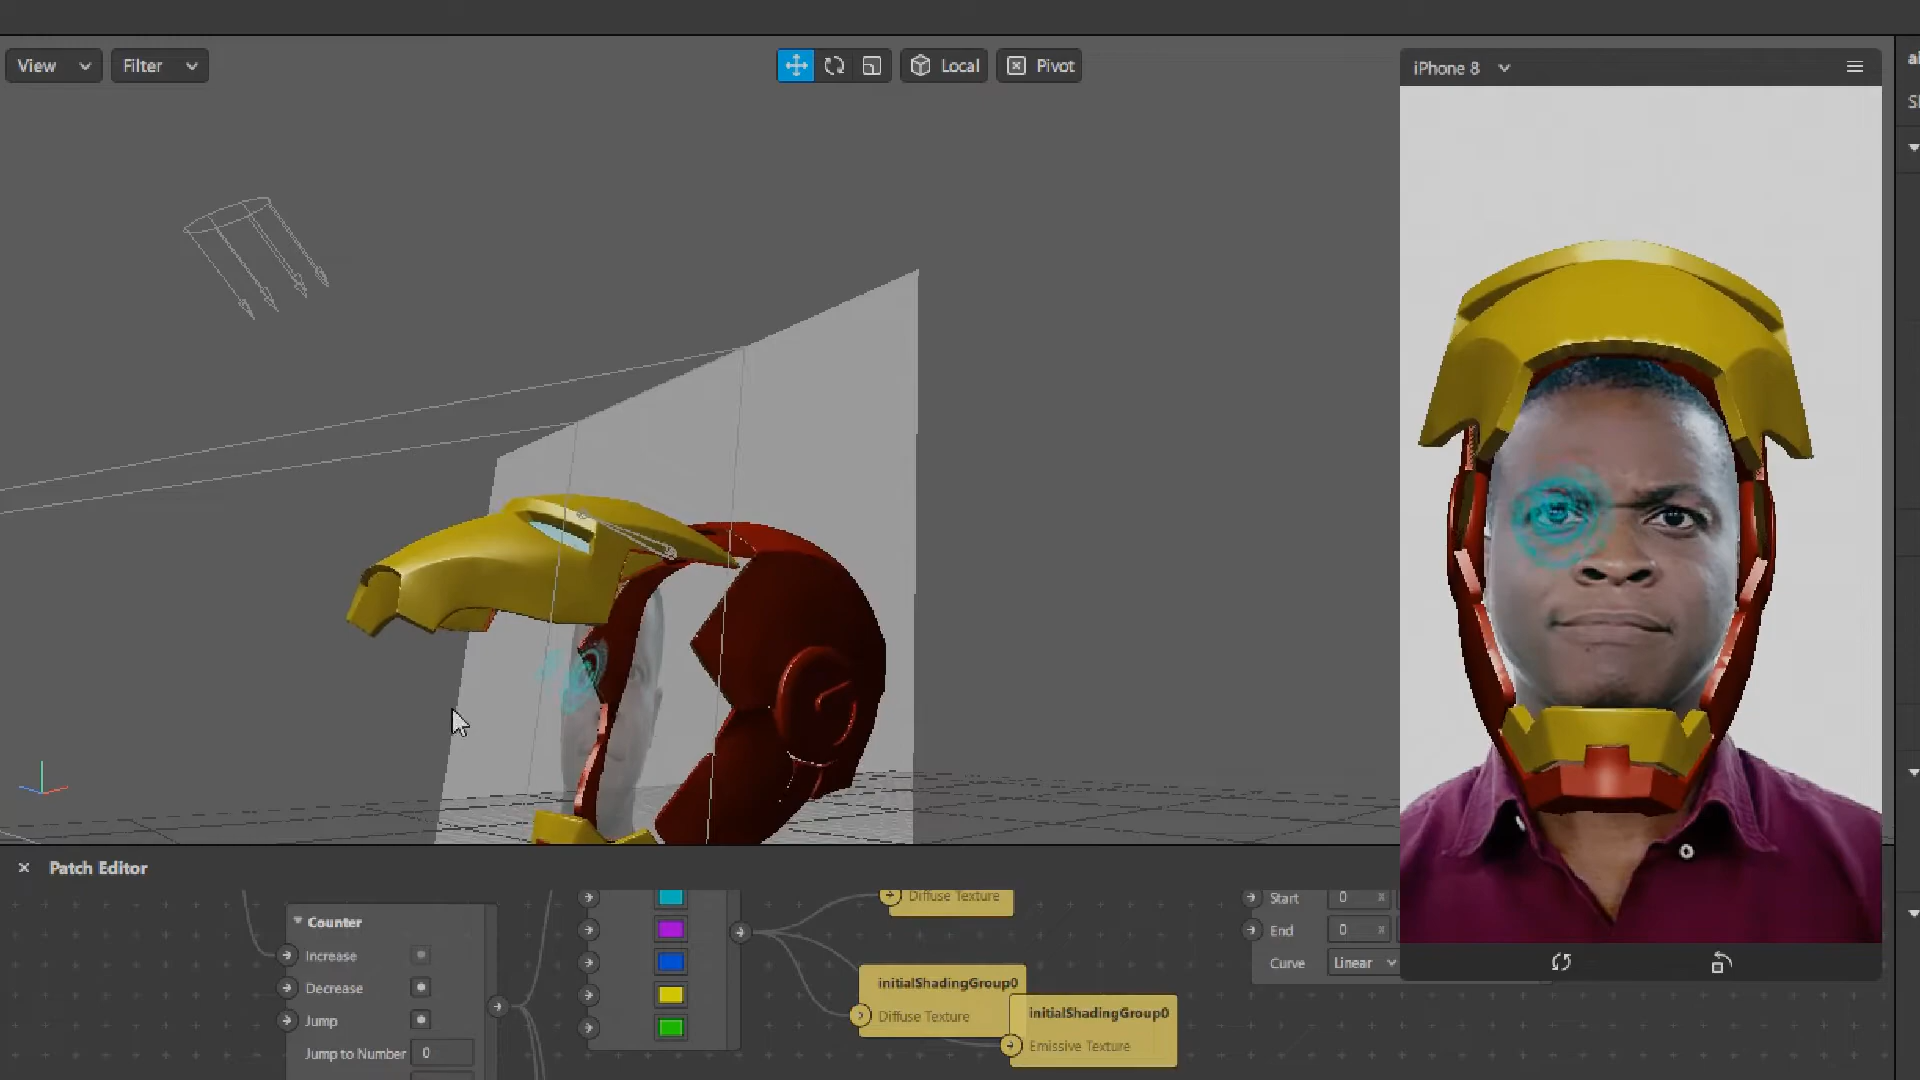 View
Filter
Local
Pivot
iPhone 8
Patch Editor
Counter
Increase
Decrease
Jump
Jump to Number 0
Diffuse Texture
initialShadingGroup0
Diffuse Texture
initialShadingGroup0
Emissive Texture
Start 0
End 0
Curve Linear